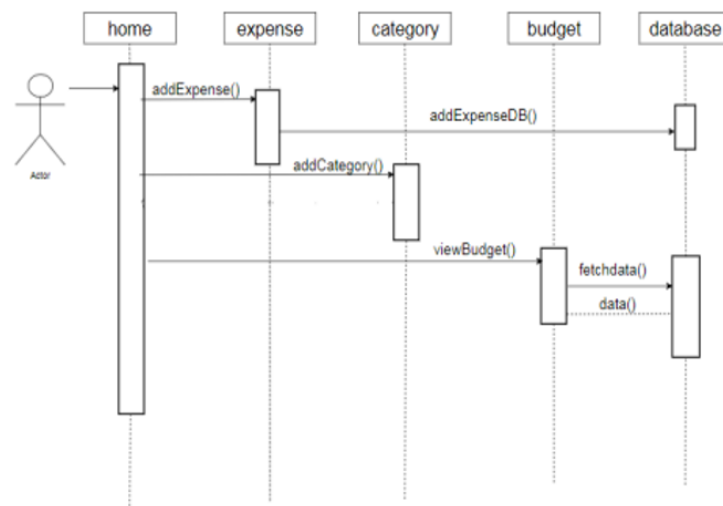 home expense category budget database
addExpense()
addExpenseDB()
Actor
addCategory()
viewBudget()
fetchdata()
data()